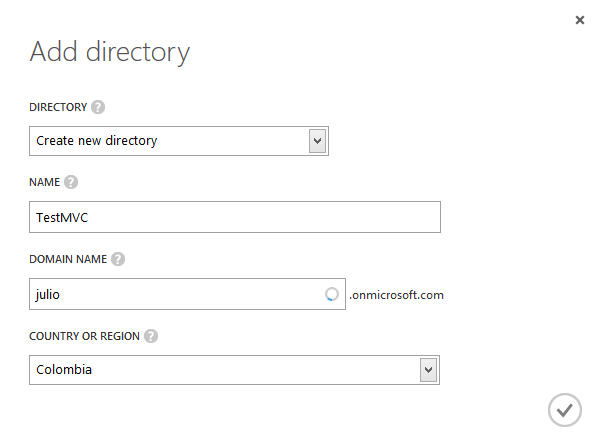 Add directory
DIRECTORY ?
Create new directory
NAME ?
TestMVC
DOMAIN NAME ?
julio .onmicrosoft.com
COUNTRY OR REGION ?
Colombia